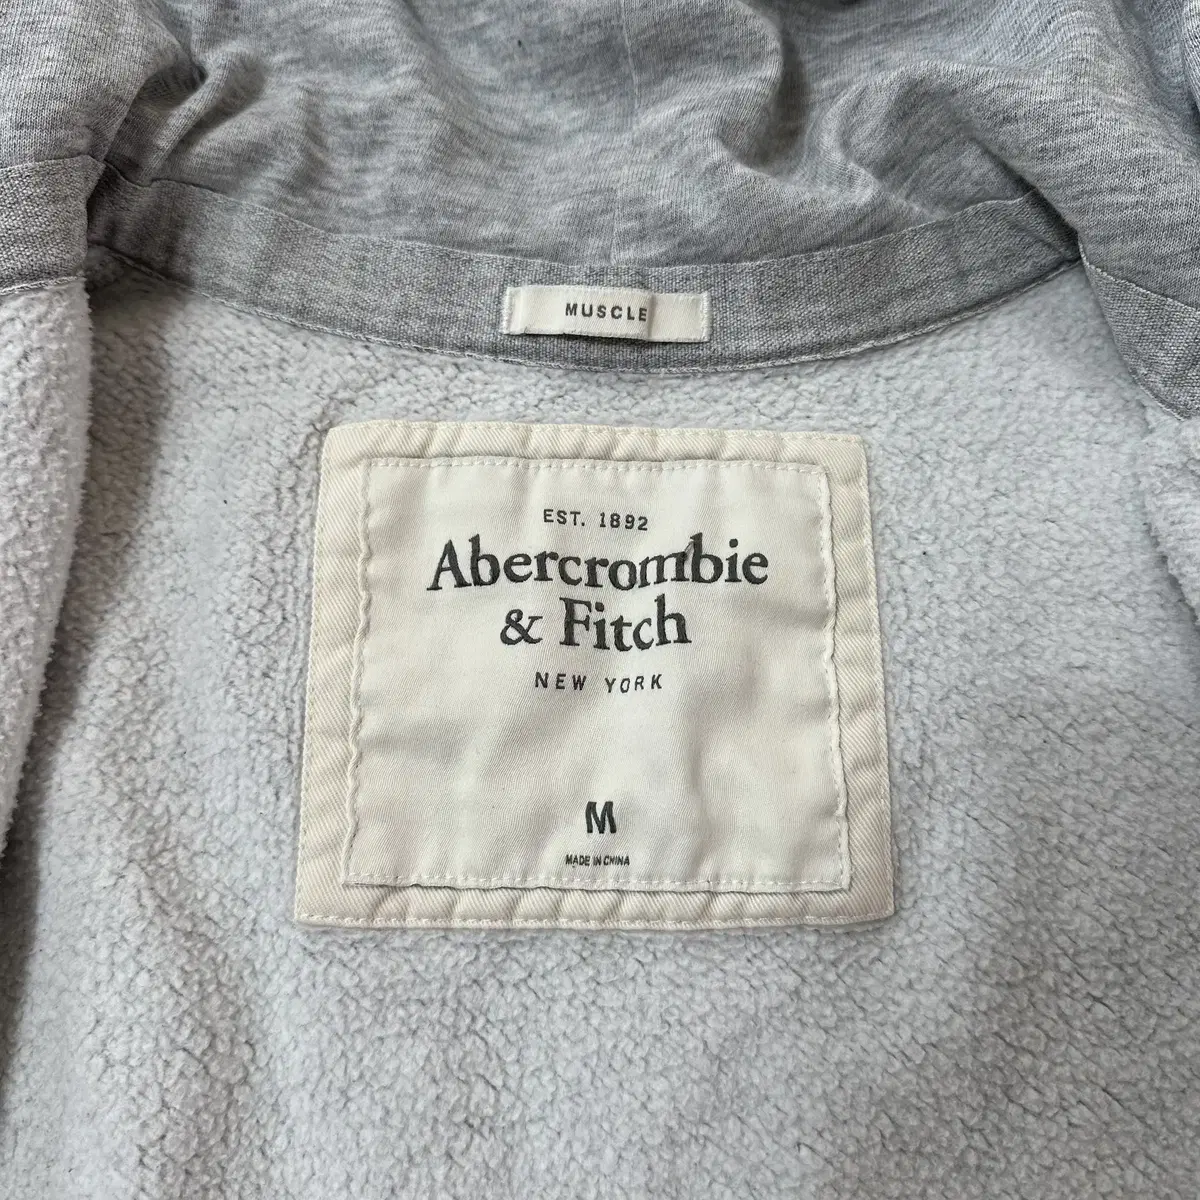 MUSCLE
EST. 1892
Abercrombie
& Fitch
NEW YORK
M
MADE IN CHINA